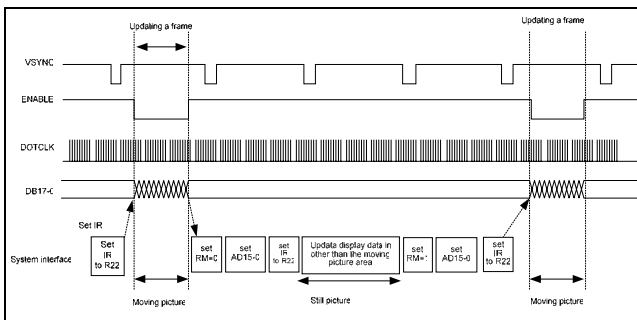 Updaling a frame
Updating a frame
VSYNC
ENABLE
DOTCLK
DB17-0
Set IR
System interface
Set
IR
to R22
set
RM=0
set
AD15-0
set
IR
to R22
Updata display data in
other than the moving
picture area
set
RM=1
set
AD15-0
set
IR
to R22
Moving picture
Still picture
Moving picture